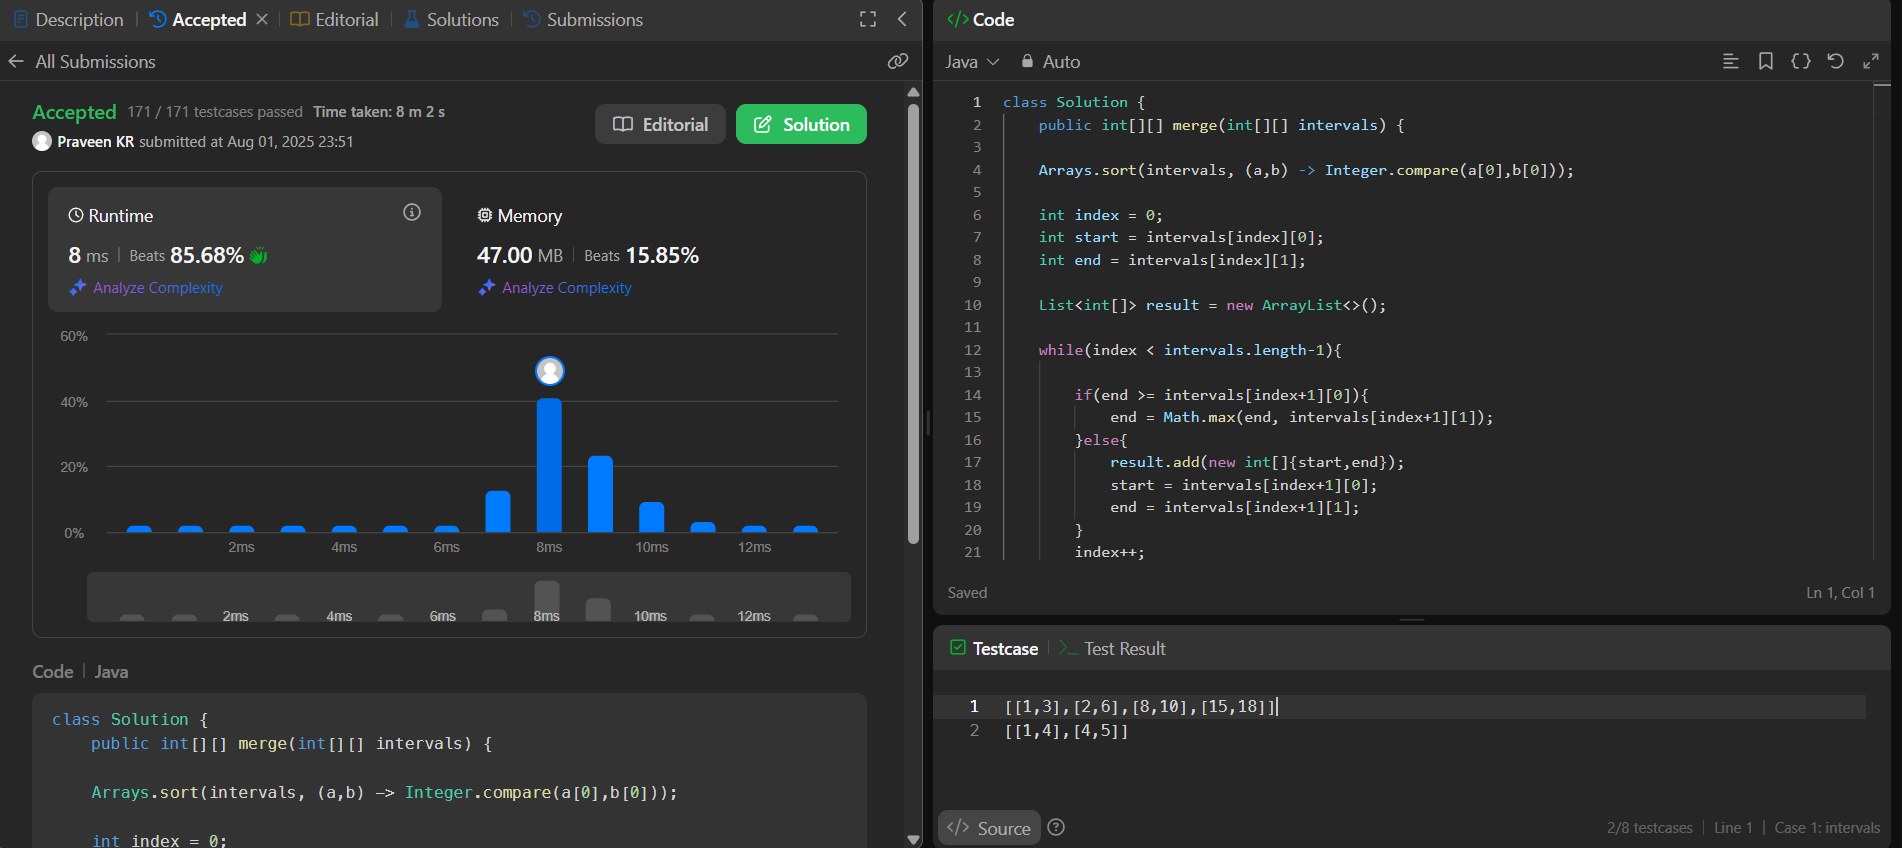 Description
Accepted
Editorial
Solutions
Submissions
All Submissions
Accepted 171 / 171 testcases passed Time taken: 8 m 2 s
Praveen KR submitted at Aug 01, 2025 23:51
Editorial
Solution
Runtime
8 ms Beats 85.68%
Analyze Complexity
Memory
47.00 MB Beats 15.85%
Analyze Complexity
60%
40%
20%
0%
2ms 4ms 6ms 8ms 10ms 12ms
2ms 4ms 6ms 8ms 10ms 12ms
Code Java
class Solution {
public int[][] merge(int[][] intervals) {
Arrays.sort(intervals, (a,b) -> Integer.compare(a[0],b[0]));
int index = 0;
</> Code
Java Auto
1 class Solution {
2 public int[][] merge(int[][] intervals) {
3
4 Arrays.sort(intervals, (a,b) -> Integer.compare(a[0],b[0]));
5
6 int index = 0;
7 int start = intervals[index][0];
8 int end = intervals[index][1];
9
10 List<int[]> result = new ArrayList<>();
11
12 while(index < intervals.length-1){
13
14 if(end >= intervals[index+1][0]){
15 end = Math.max(end, intervals[index+1][1]);
16 }else{
17 result.add(new int[]{start,end});
18 start = intervals[index+1][0];
19 end = intervals[index+1][1];
20 }
21 index++;
Saved Ln 1, Col 1
Testcase >_ Test Result
1 [[1,3],[2,6],[8,10],[15,18]]
2 [[1,4],[4,5]]
</> Source ?
2/8 testcases Line 1 Case 1: intervals